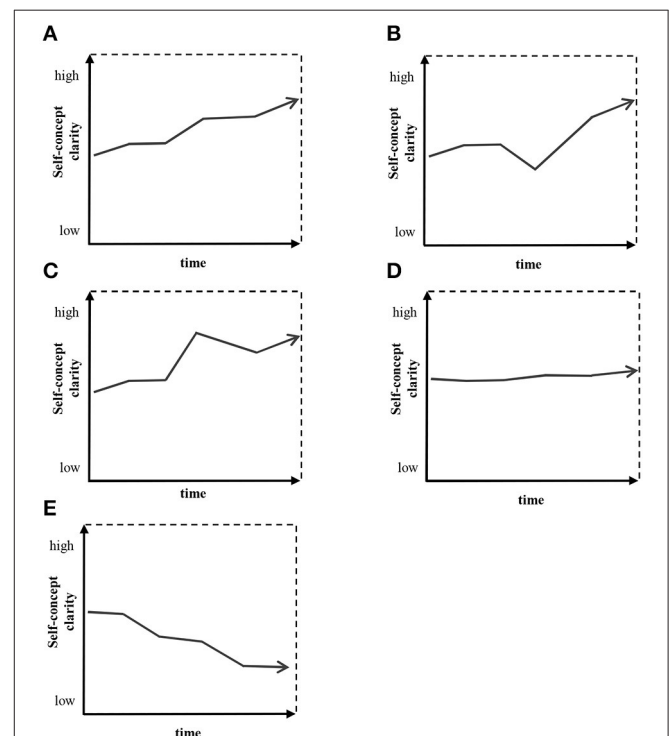 A
high
Self-concept
clarity
low
time
B
high
Self-concept
clarity
low
time
C
high
Self-concept
clarity
low
time
D
high
Self-concept
clarity
low
time
E
high
Self-concept
clarity
low
time